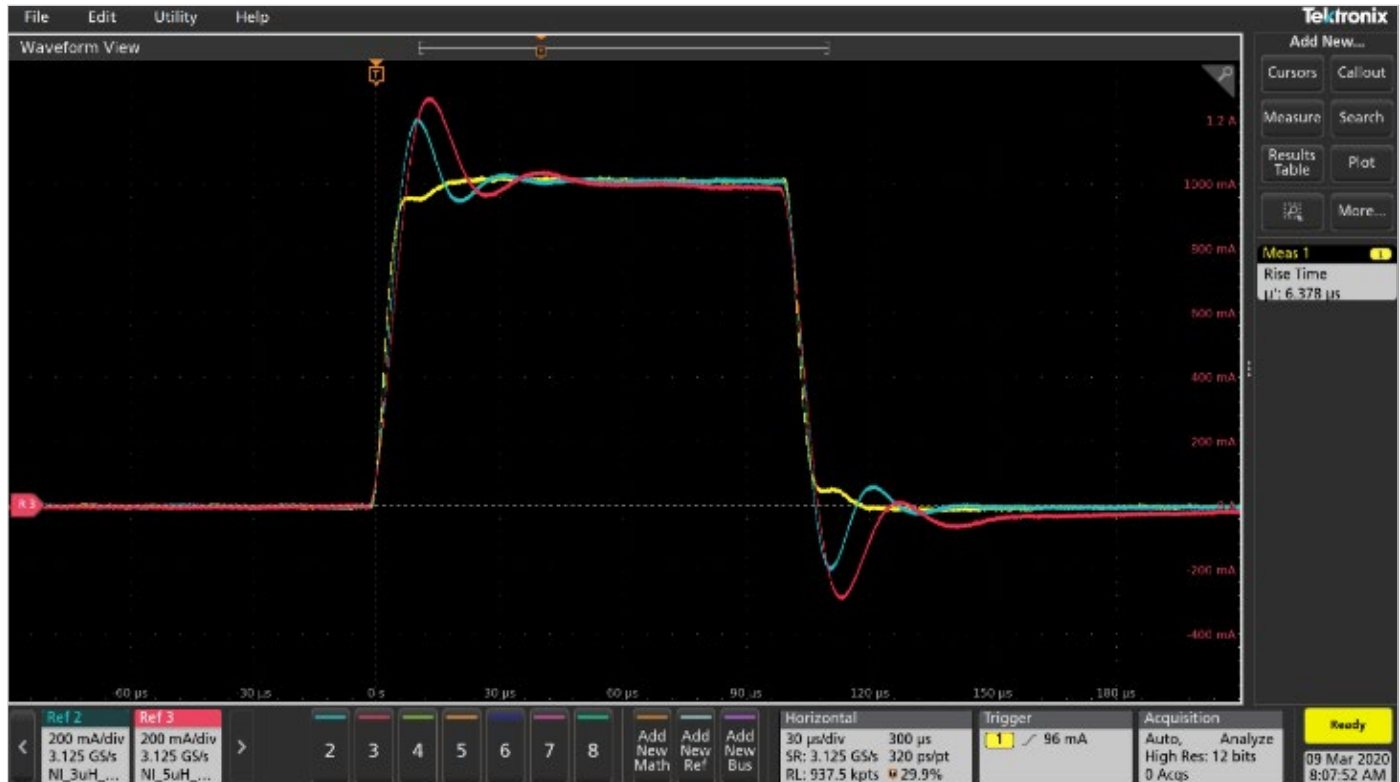 File Edit Utility Help
Tektronix
Waveform View
Add New...
Cursors Callout
Measure Search
Results Table Plot
More...
Meas 1 1
Rise Time
µ': 6.378 µs
T
1.2 A
1000 mA
800 mA
600 mA
400 mA
200 mA
R 3
0 A
-200 mA
-400 mA
-60 µs -30 µs 0 s 30 µs 60 µs 90 µs 120 µs 150 µs 180 µs
Ref 2
200 mA/div
3.125 GS/s
NI_3uH_...
Ref 3
200 mA/div
3.125 GS/s
NI_5uH_...
2 3 4 5 6 7 8
Add New Math
Add New Ref
Add New Bus
Horizontal
30 µs/div 300 µs
SR: 3.125 GS/s 320 ps/pt
RL: 937.5 kpts 29.9%
Trigger
1 96 mA
Acquisition
Auto, Analyze
High Res: 12 bits
0 Acqs
Ready
09 Mar 2020
8:07:52 AM